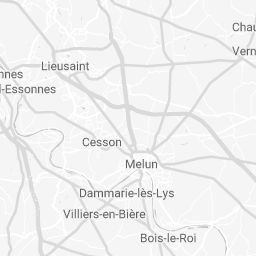 Chau
Vern
Lieusaint
nnes
l-Essonnes
Cesson
Melun
Dammarie-lès-Lys
Villiers-en-Bière
Bois-le-Roi